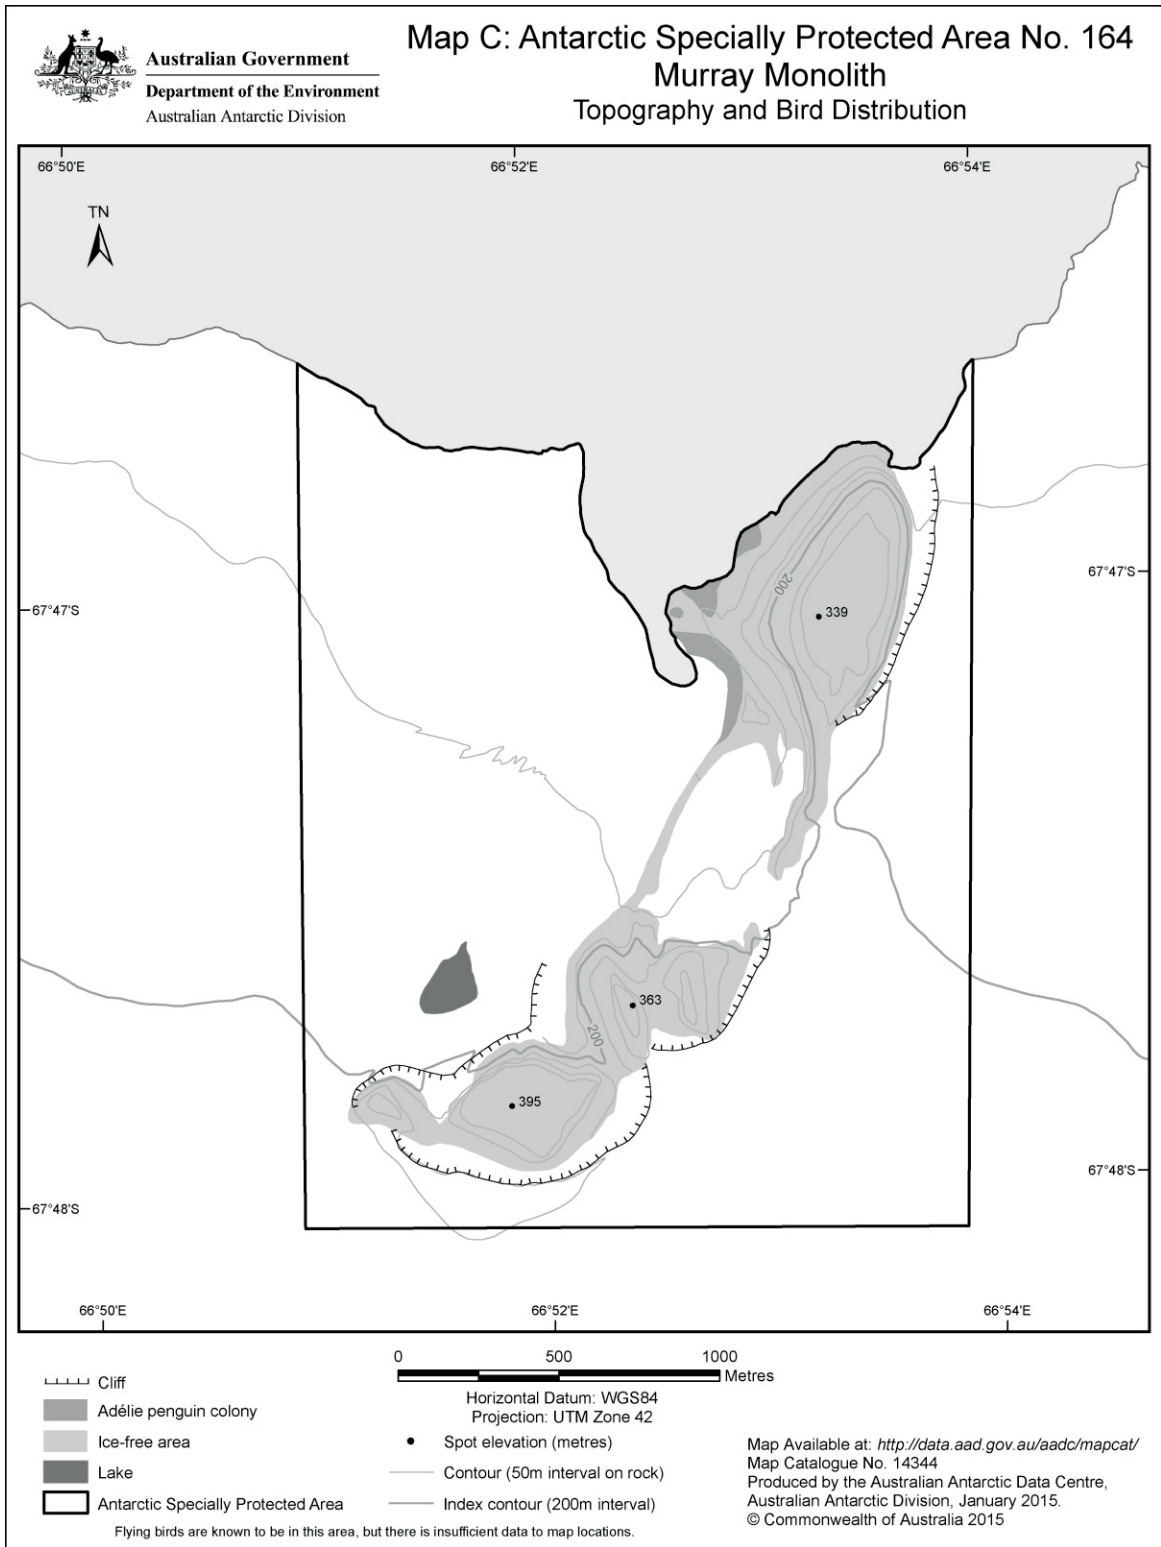 Map C: Antarctic Specially Protected Area No. 164
Murray Monolith
Topography and Bird Distribution
Australian Government
Department of the Environment
Australian Antarctic Division
66°50'E
66°52'E
66°54'E
TN
67°47'S
200
339
67°47'S
363
200
395
67°48'S
67°48'S
66°50'E
66°52'E
66°54'E
0 500 1000
Metres
Horizontal Datum: WGS84
Projection: UTM Zone 42
Cliff
Adélie penguin colony
Ice-free area
Lake
Antarctic Specially Protected Area
Spot elevation (metres)
Contour (50m interval on rock)
Index contour (200m interval)
Flying birds are known to be in this area, but there is insufficient data to map locations.
Map Available at: http://data.aad.gov.au/aadc/mapcat/
Map Catalogue No. 14344
Produced by the Australian Antarctic Data Centre,
Australian Antarctic Division, January 2015.
© Commonwealth of Australia 2015